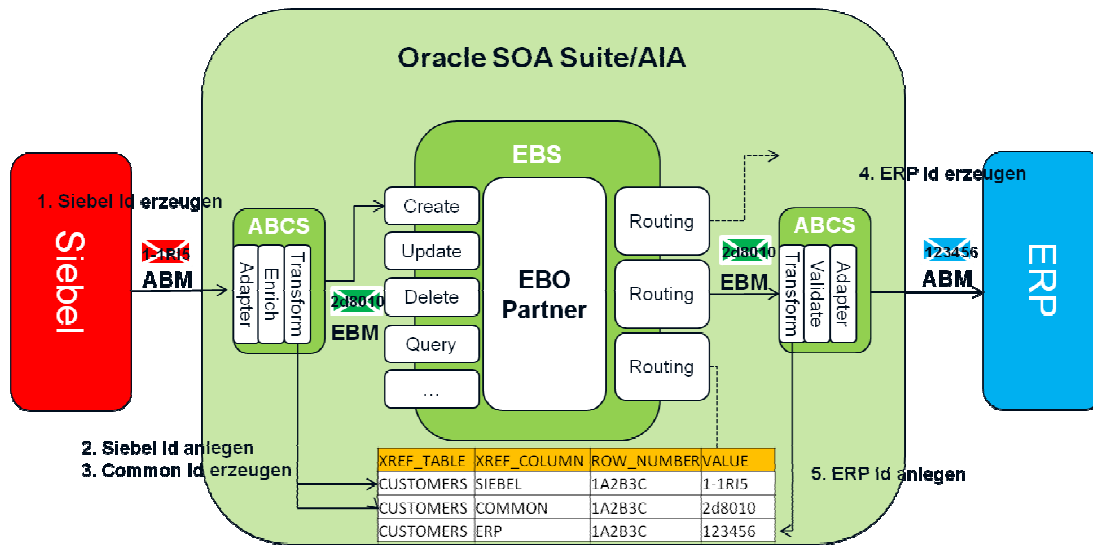 Oracle SOA Suite/AIA
EBS
4. ERP Id erzeugen
1. Siebel Id erzeugen
Siebel
1-1RI5
ABM
ABCS
Adapter
Enrich
Transform
2d8010
EBM
Create
Update
Delete
Query
...
EBO
Partner
Routing
Routing
Routing
2d8010
EBM
ABCS
Transform
Validate
Adapter
123456
ABM
ERP
2. Siebel Id anlegen
3. Common Id erzeugen
5. ERP Id anlegen
XREF_TABLE XREF_COLUMN ROW_NUMBER VALUE
CUSTOMERS SIEBEL 1A2B3C 1-1RI5
CUSTOMERS COMMON 1A2B3C 2d8010
CUSTOMERS ERP 1A2B3C 123456